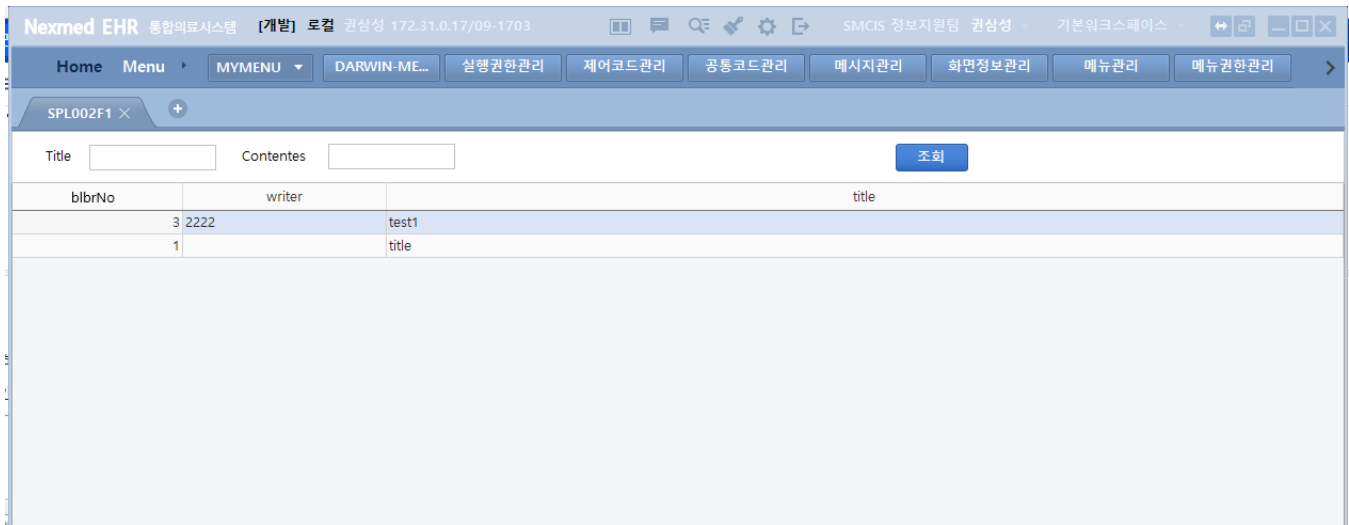 Nexmed EHR 통합의료시스템 [개발] 로컬 권삼성 172.31.0.17/09-1703 SMCIS 정보지원팀 권삼성 기본워크스페이스
Home Menu MYMENU DARWIN-ME... 실행권한관리 제어코드관리 공통코드관리 메시지관리 화면정보관리 메뉴관리 메뉴권한관리
SPL002F1
Title Contentes 조회
blbrNo writer title
3 2222 test1
1 title